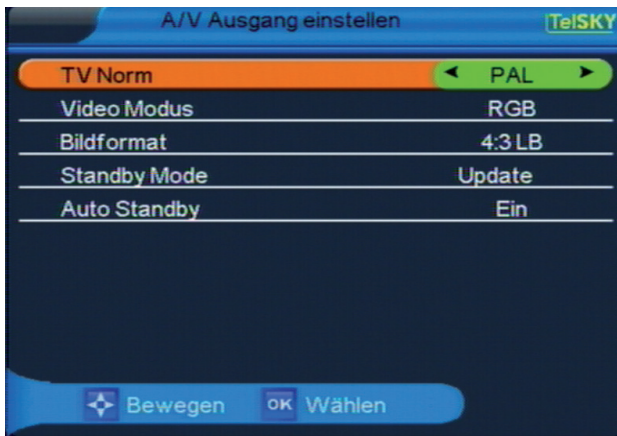 A/V Ausgang einstellen TelSKY
TV Norm PAL
Video Modus RGB
Bildformat 4:3 LB
Standby Mode Update
Auto Standby Ein
Bewegen OK Wählen